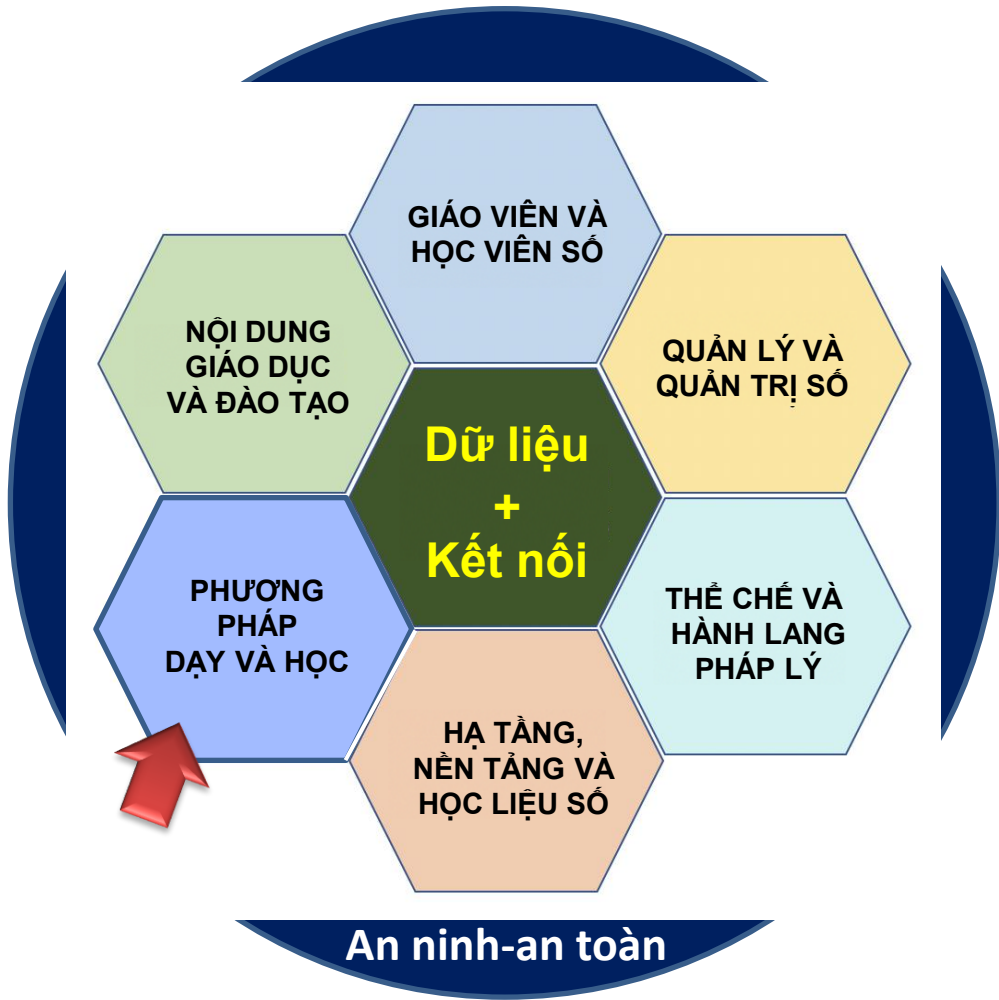 GIÁO VIÊN VÀ
HỌC VIÊN SỐ
NỘI DUNG
GIÁO DỤC
VÀ ĐÀO TẠO
QUẢN LÝ VÀ
QUẢN TRỊ SỐ
Dữ liệu
+
Kết nối
PHƯƠNG
PHÁP
DẠY VÀ HỌC
THỂ CHẾ VÀ
HÀNH LANG
PHÁP LÝ
HẠ TẦNG,
NỀN TẢNG VÀ
HỌC LIỆU SỐ
An ninh-an toàn